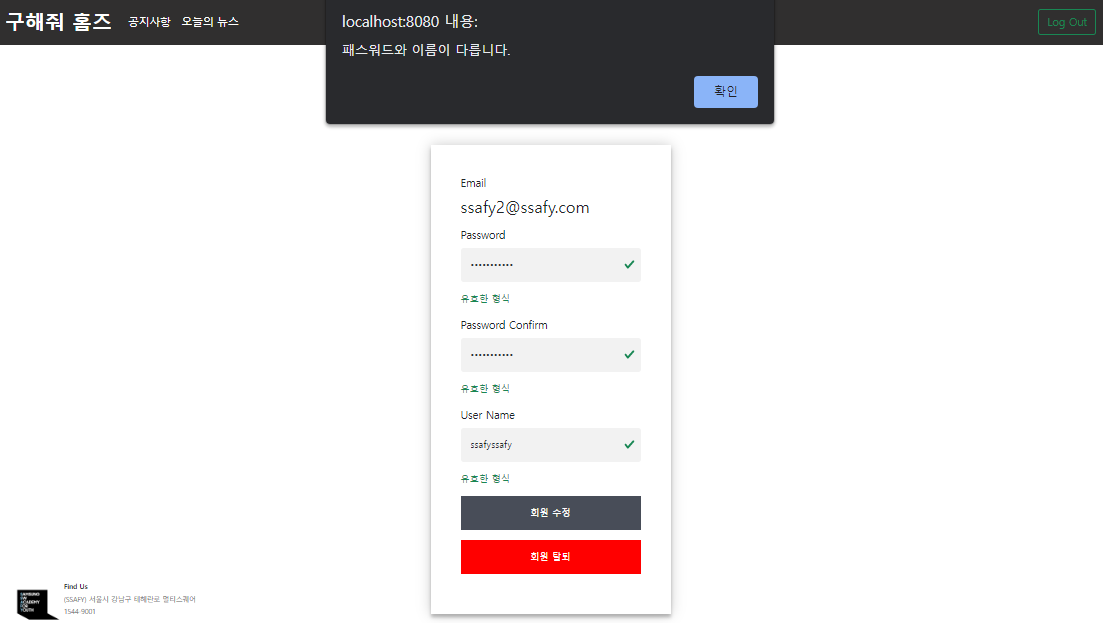 구해줘 홈즈 공지사항 오늘의 뉴스 Log Out
localhost:8080 내용:
패스워드와 이름이 다릅니다.
확인
Email
ssafy2@ssafy.com
Password
•••••••••••
유효한 형식
Password Confirm
•••••••••••
유효한 형식
User Name
ssafyssafy
유효한 형식
회원 수정
회원 탈퇴
SAMSUNG
SW
ACADEMY
FOR
YOUTH
Find Us
(SSAFY) 서울시 강남구 테헤란로 멀티스퀘어
1544-9001